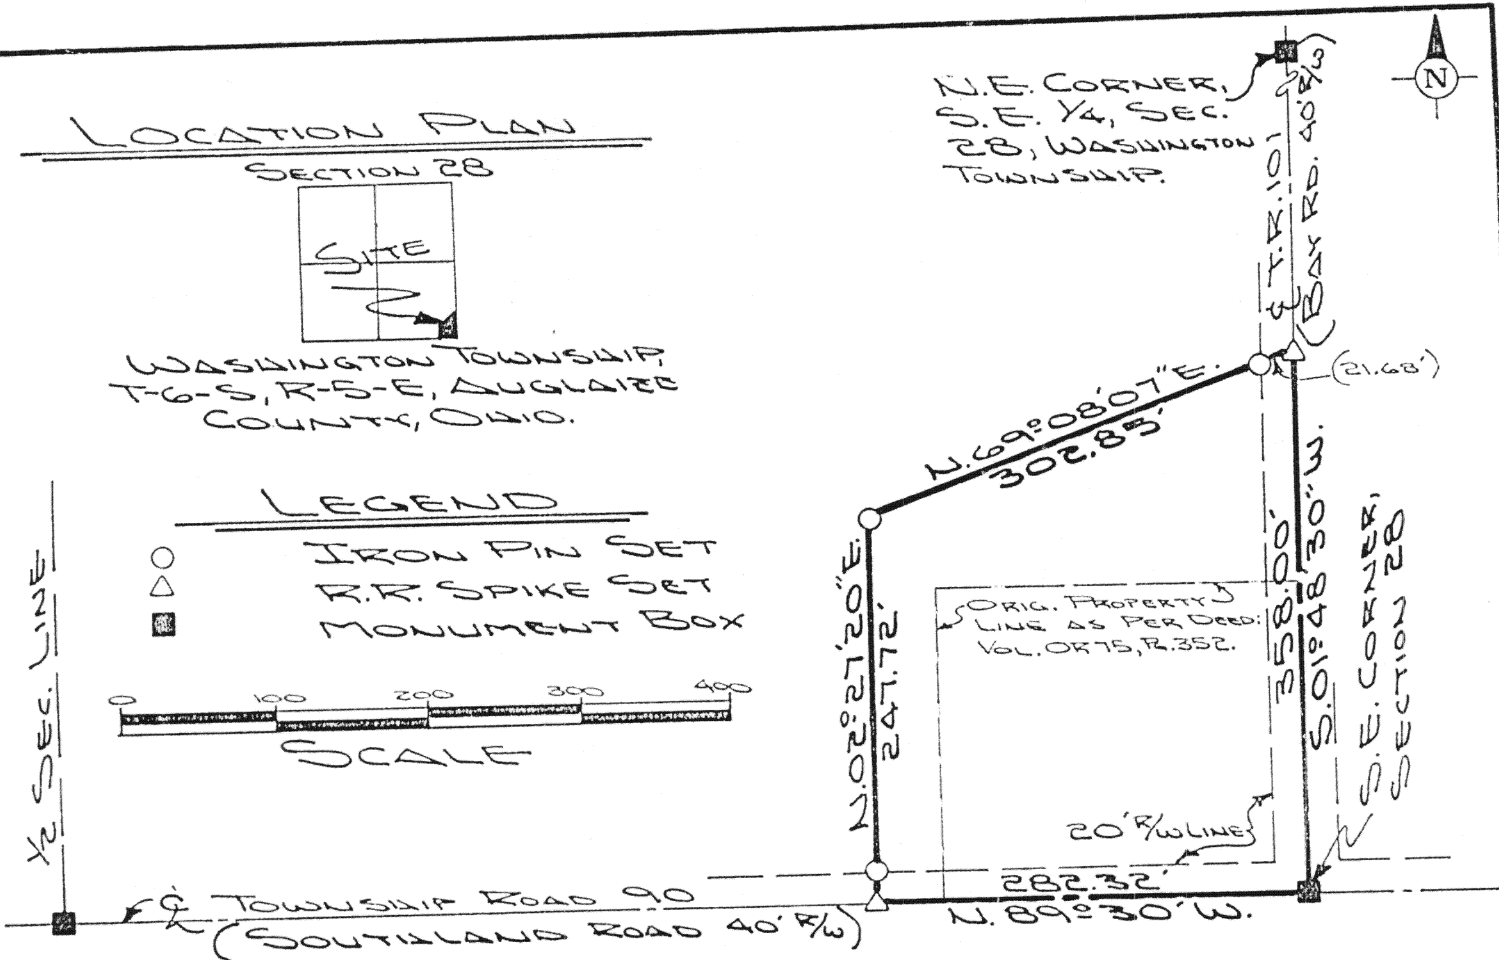 LOCATION PLAN
SECTION 28
SITE
WASHINGTON TOWNSHIP,
T-6-S, R-5-E, AUGLAIZE
COUNTY, OHIO.
LEGEND
IRON PIN SET
R.R. SPIKE SET
MONUMENT BOX
0 100 200 300 400
SCALE
1/2 SEC. LINE
℄ TOWNSHIP ROAD 90
(SOUTHLAND ROAD 40' R/W)
N.E. CORNER,
S.E. 1/4, SEC.
28, WASHINGTON
TOWNSHIP.
N
℄ T.R. 101
(BAY RD. 40' R/W)
(21.68')
N.69°08'07"E.
302.85'
N.02°27'20"E.
247.72'
ORIG. PROPERTY
LINE AS PER DEED:
VOL. OR75, P. 352.
358.00'
S.01°48'30"W.
S.E. CORNER,
SECTION 28
20' R/W LINE
282.32'
N. 89°30' W.